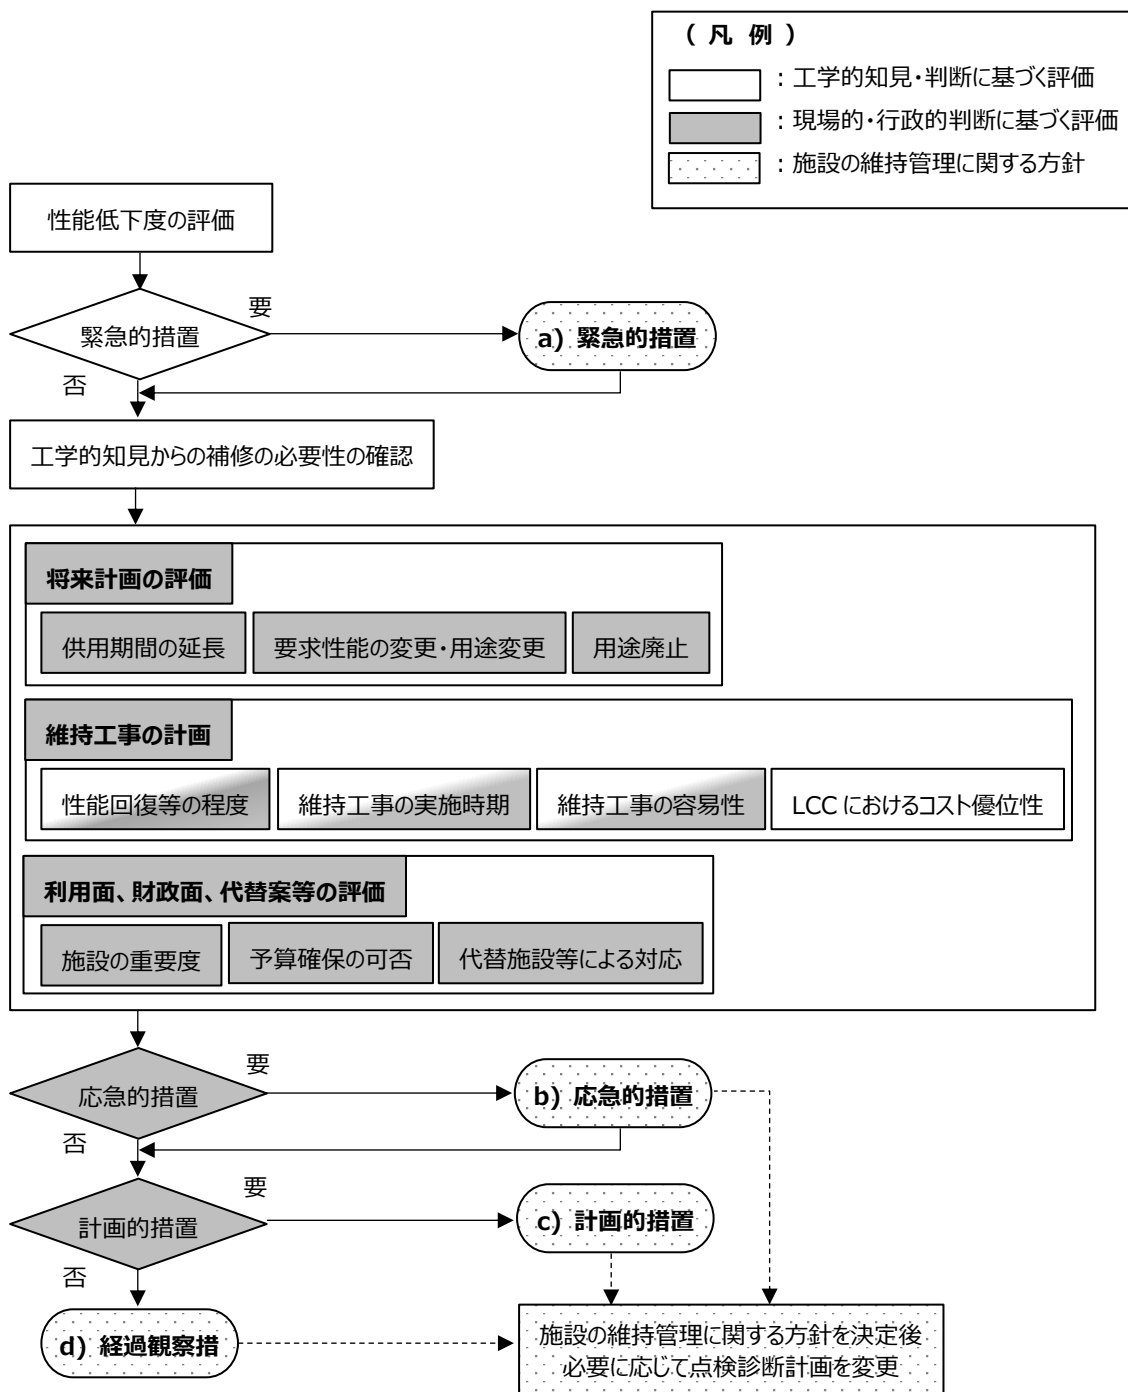 (凡 例)
:工学的知見・判断に基づく評価
:現場的・行政的判断に基づく評価
:施設の維持管理に関する方針
性能低下度の評価
緊急的措置
要
a) 緊急的措置
否
工学的知見からの補修の必要性の確認
将来計画の評価
供用期間の延長
要求性能の変更・用途変更
用途廃止
維持工事の計画
性能回復等の程度
維持工事の実施時期
維持工事の容易性
LCC におけるコスト優位性
利用面、財政面、代替案等の評価
施設の重要度
予算確保の可否
代替施設等による対応
応急的措置
要
b) 応急的措置
否
計画的措置
要
c) 計画的措置
否
d) 経過観察措
施設の維持管理に関する方針を決定後
必要に応じて点検診断計画を変更